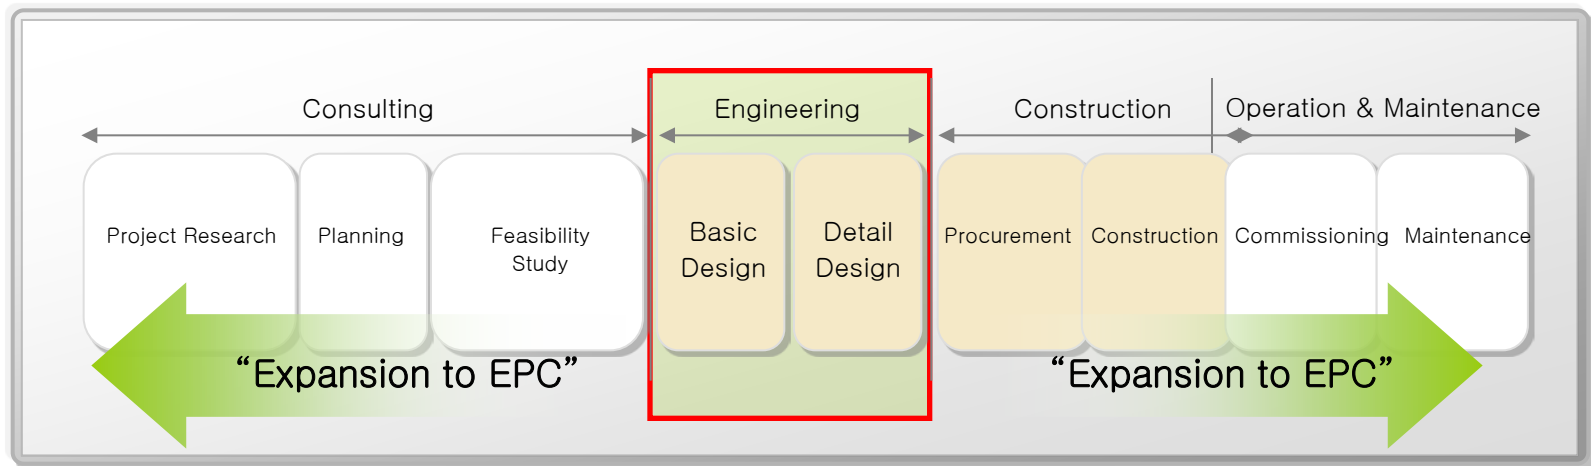 Consulting
Engineering
Construction
Operation & Maintenance
Project Research
Planning
Feasibility
Study
Basic
Design
Detail
Design
Procurement
Construction
Commissioning
Maintenance
“Expansion to EPC”
“Expansion to EPC”